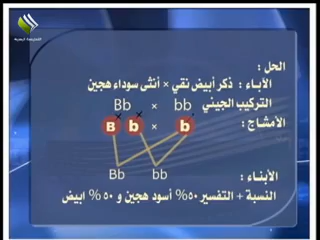 الحل :
الآباء : ذكر أبيض نقي × أنثى سوداء هجين
التركيب الجيني Bb × bb
الأمشاج : B b × b
Bb bb
الأبناء :
النسبة + التفسير ٥٠% أسود هجين و ٥٠ % ابيض